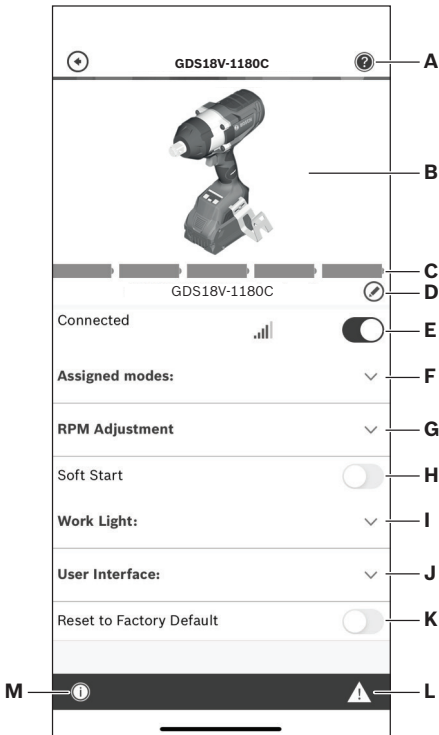 GDS18V-1180C
A
B
C
GDS18V-1180C
D
Connected
E
Assigned modes:
F
RPM Adjustment
G
Soft Start
H
Work Light:
I
User Interface:
J
Reset to Factory Default
K
M
L